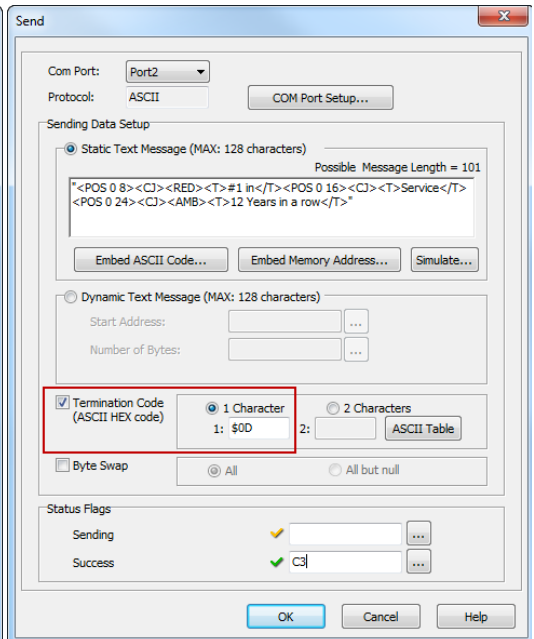 Send
Com Port: Port2
Protocol: ASCII COM Port Setup...
Sending Data Setup
Static Text Message (MAX: 128 characters)
Possible Message Length = 101
"<POS 0 8><CJ><RED><T>#1 in</T><POS 0 16><CJ><T>Service</T>
<POS 0 24><CJ><AMB><T>12 Years in a row</T>"
Embed ASCII Code... Embed Memory Address... Simulate...
Dynamic Text Message (MAX: 128 characters)
Start Address: ...
Number of Bytes: ...
Termination Code 1 Character 2 Characters
(ASCII HEX code) 1: $0D 2: ASCII Table
Byte Swap All All but null
Status Flags
Sending ...
Success C3 ...
OK Cancel Help